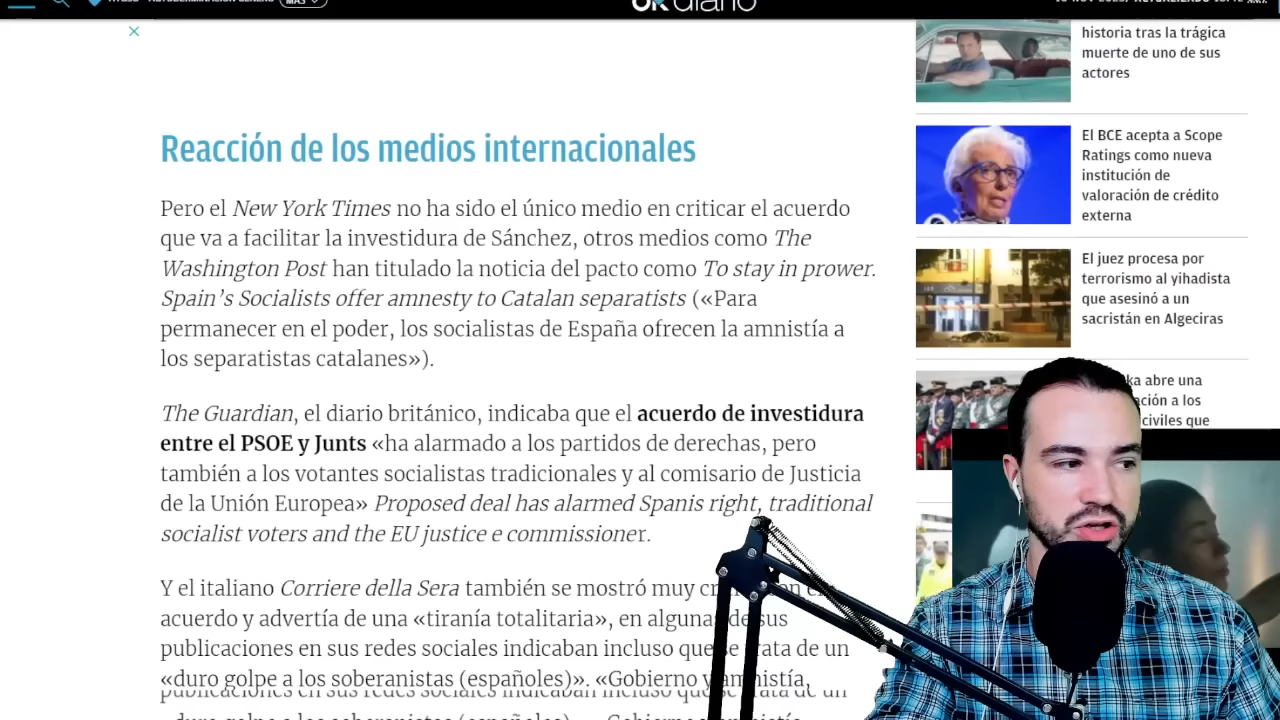 okdiario
historia tras la trágica
muerte de uno de sus
actores
El BCE acepta a Scope
Ratings como nueva
institución de
valoración de crédito
externa
El juez procesa por
terrorismo al yihadista
que asesinó a un
sacristán en Algeciras
abre una
a los
civiles que
Reacción de los medios internacionales
Pero el New York Times no ha sido el único medio en criticar el acuerdo
que va a facilitar la investidura de Sánchez, otros medios como The
Washington Post han titulado la noticia del pacto como To stay in prower.
Spain's Socialists offer amnesty to Catalan separatists («Para
permanecer en el poder, los socialistas de España ofrecen la amnistía a
los separatistas catalanes»).
The Guardian, el diario británico, indicaba que el acuerdo de investidura
entre el PSOE y Junts «ha alarmado a los partidos de derechas, pero
también a los votantes socialistas tradicionales y al comisario de Justicia
de la Unión Europea» Proposed deal has alarmed Spanis right, traditional
socialist voters and the EU justice e commissioner.
Y el italiano Corriere della Sera también se mostró muy
acuerdo y advertía de una «tiranía totalitaria», en alguna de sus
publicaciones en sus redes sociales indicaban incluso que se trata de un
«duro golpe a los soberanistas (españoles)». «Gobierno y amnistía,